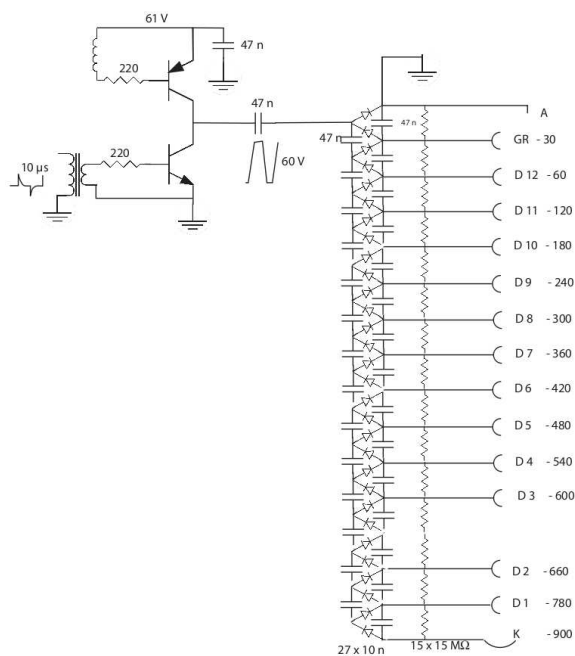 61 V
47 n
220
47 n
47 n
47 n
A
GR - 30
10 µs
220
60 V
D 12 - 60
D 11 - 120
D 10 - 180
D 9 - 240
D 8 - 300
D 7 - 360
D 6 - 420
D 5 - 480
D 4 - 540
D 3 - 600
D 2 - 660
D 1 - 780
K - 900
27 x 10 n
15 x 15 MΩ